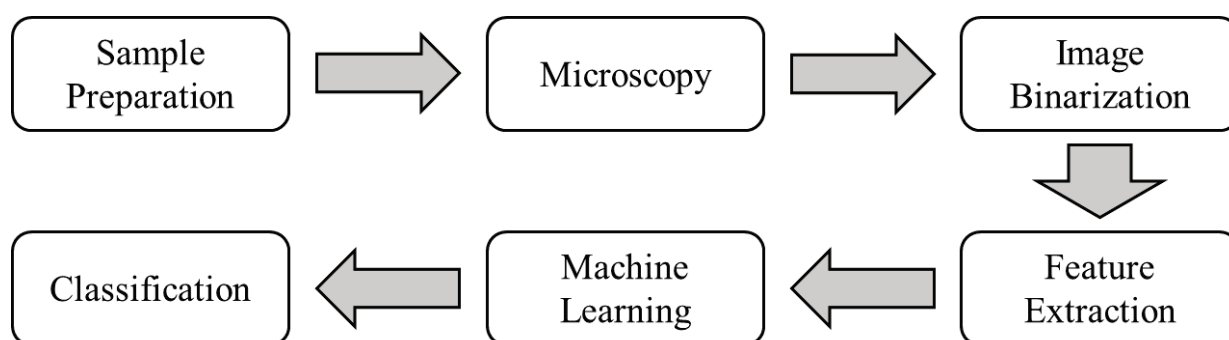 Sample
Preparation
Microscopy
Image
Binarization
Feature
Extraction
Machine
Learning
Classification